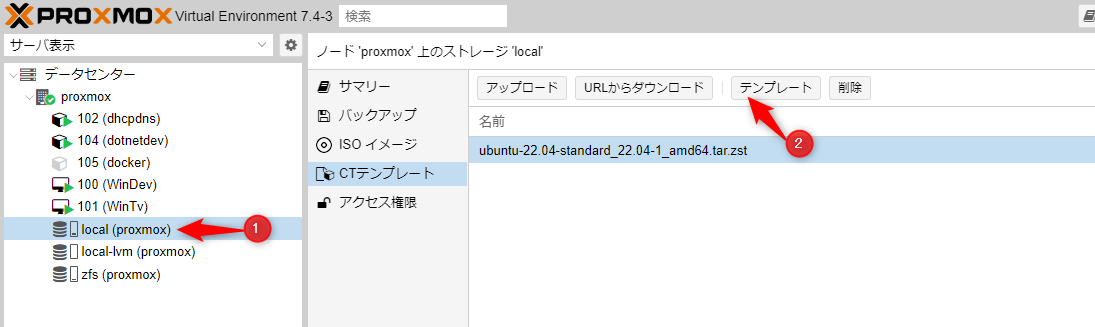 PROXMOX Virtual Environment 7.4-3 検索
サーバ表示
データセンター
proxmox
102 (dhcpdns)
104 (dotnetdev)
105 (docker)
100 (WinDev)
101 (WinTv)
local (proxmox)
local-lvm (proxmox)
zfs (proxmox)
1
ノード 'proxmox' 上のストレージ 'local'
サマリー
バックアップ
ISO イメージ
CTテンプレート
アクセス権限
アップロード URLからダウンロード テンプレート 削除
2
名前
ubuntu-22.04-standard_22.04-1_amd64.tar.zst